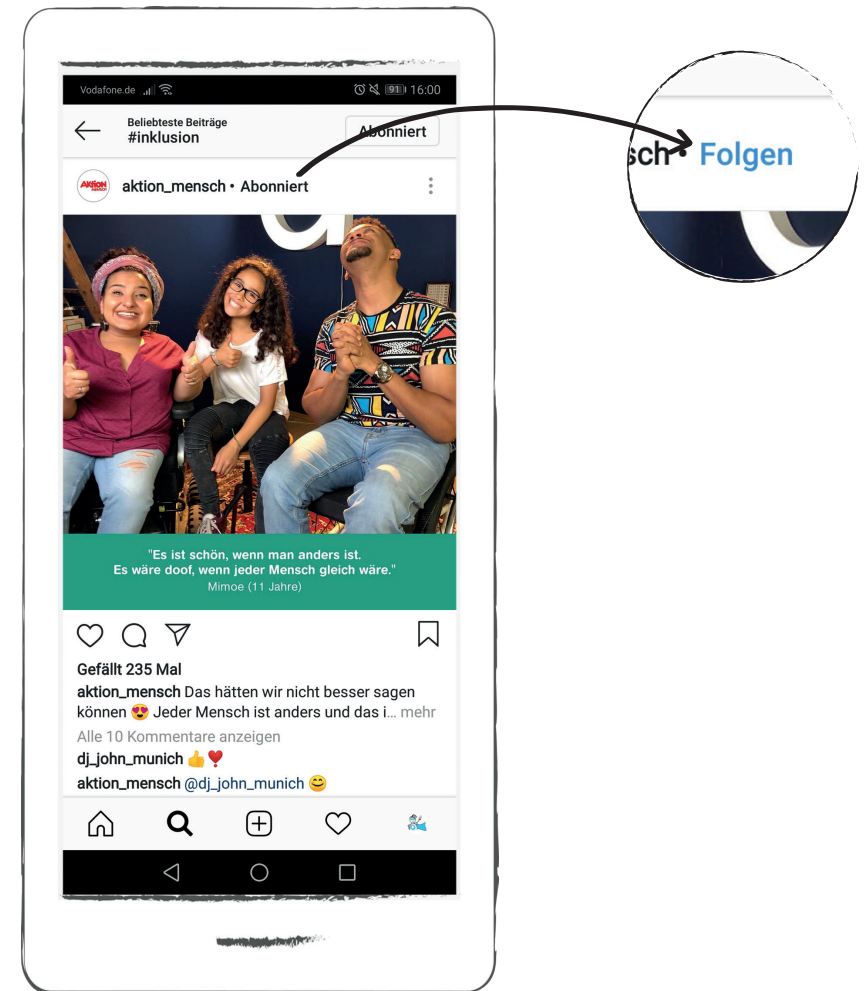 Vodafone.de 91 16:00
Beliebteste Beiträge
#inklusion
Abonniert
AKTION
MENSCH
aktion_mensch • Abonniert
sch • Folgen
"Es ist schön, wenn man anders ist.
Es wäre doof, wenn jeder Mensch gleich wäre."
Mimoe (11 Jahre)
Gefällt 235 Mal
aktion_mensch Das hätten wir nicht besser sagen
können 😍 Jeder Mensch ist anders und das i... mehr
Alle 10 Kommentare anzeigen
dj_john_munich 👍❣️
aktion_mensch @dj_john_munich 😊